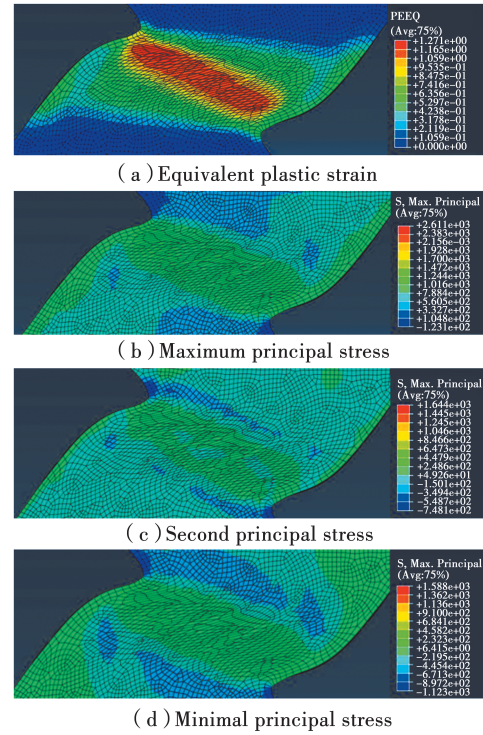 PEEQ
(Avg:75%)
+1.271e+00
+1.165e+00
+1.059e+00
+9.535e-01
+8.475e-01
+7.416e-01
+6.356e-01
+5.297e-01
+4.238e-01
+3.178e-01
+2.119e-01
+1.059e-01
+0.000e+00
(a)Equivalent plastic strain
S, Max. Principal
(Avg:75%)
+2.611e+03
+2.383e+03
+2.156e-03
+1.928e+03
+1.700e+03
+1.472e+03
+1.244e+03
+1.016e+03
+7.884e+02
+5.605e+02
+3.327e+02
+1.048e+02
-1.231e+02
(b)Maximum principal stress
S, Max. Principal
(Avg:75%)
+1.644e+03
+1.445e+03
+1.245e+03
+1.046e+03
+8.466e+02
+6.473e+02
+4.479e+02
+2.486e+02
+4.926e+01
-1.501e+02
-3.494e+02
-5.487e+02
-7.481e+02
(c)Second principal stress
S, Max. Principal
(Avg:75%)
+1.588e+03
+1.362e+03
+1.136e+03
+9.100e+02
+6.841e+02
+4.582e+02
+2.323e+02
+6.415e+00
-2.195e+02
-4.454e+02
-6.713e+02
-8.972e+02
-1.123e+03
(d)Minimal principal stress